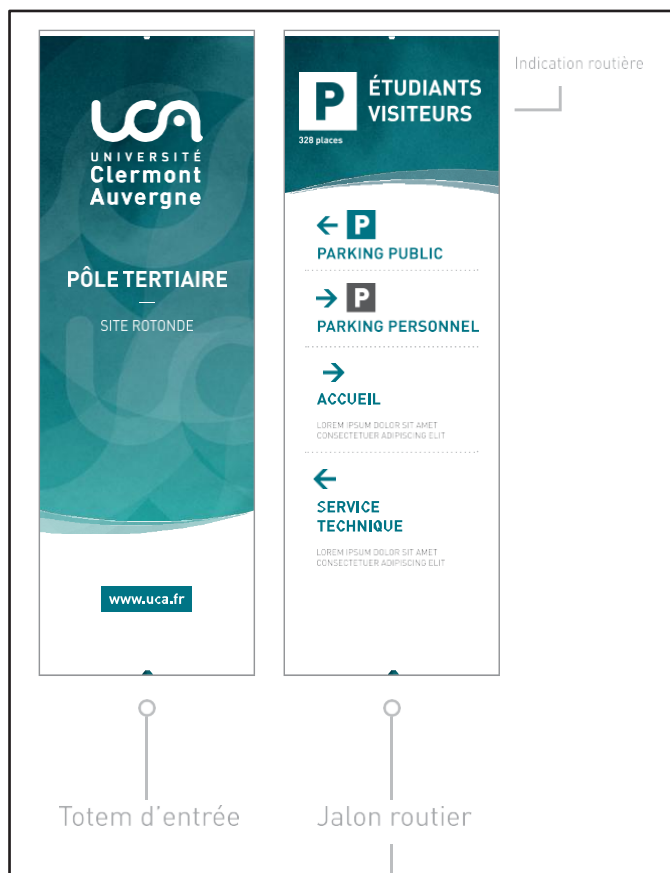 uca
UNIVERSITÉ
Clermont
Auvergne
PÔLE TERTIAIRE
SITE ROTONDE
www.uca.fr
Totem d'entrée
P
ÉTUDIANTS
VISITEURS
328 places
Indication routière
← P
PARKING PUBLIC
→ P
PARKING PERSONNEL
→
ACCUEIL
LOREM IPSUM DOLOR SIT AMET
CONSECTETUER ADIPISCING ELIT
←
SERVICE
TECHNIQUE
LOREM IPSUM DOLOR SIT AMET
CONSECTETUER ADIPISCING ELIT
Jalon routier